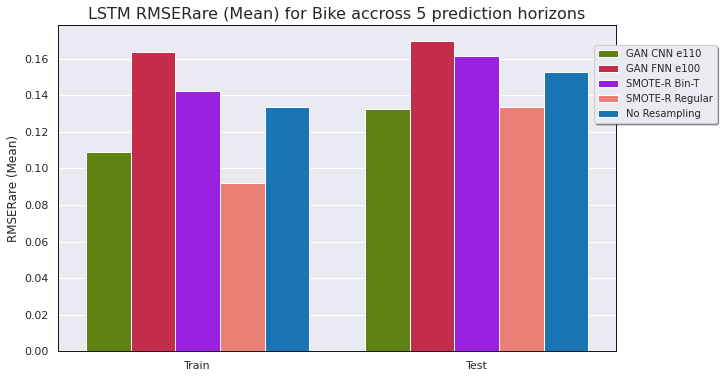 LSTM RMSERare (Mean) for Bike accross 5 prediction horizons
RMSERare (Mean)
0.16
0.14
0.12
0.10
0.08
0.06
0.04
0.02
0.00
Train
Test
GAN CNN e110
GAN FNN e100
SMOTE-R Bin-T
SMOTE-R Regular
No Resampling